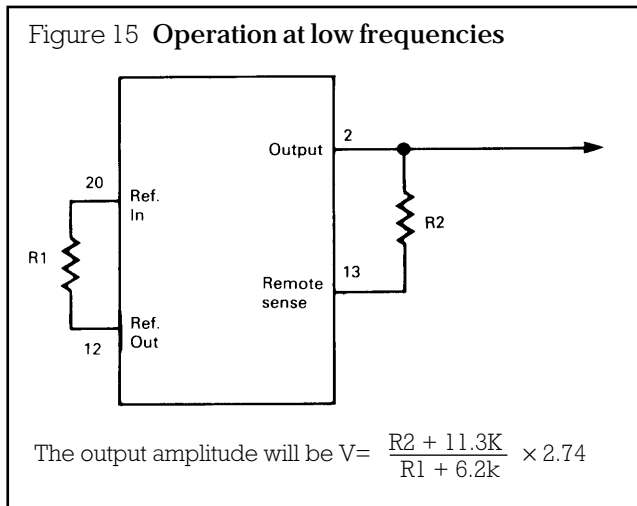 Figure 15 Operation at low frequencies
Output
2
20
Ref.
In
R1
R2
13
Remote
sense
Ref.
Out
12
The output amplitude will be V= R2 + 11.3K / R1 + 6.2k × 2.74